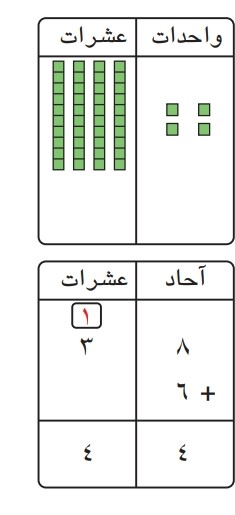 واحدات عشرات
آحاد عشرات
١
٨ ٣
+ ٦
٤ ٤